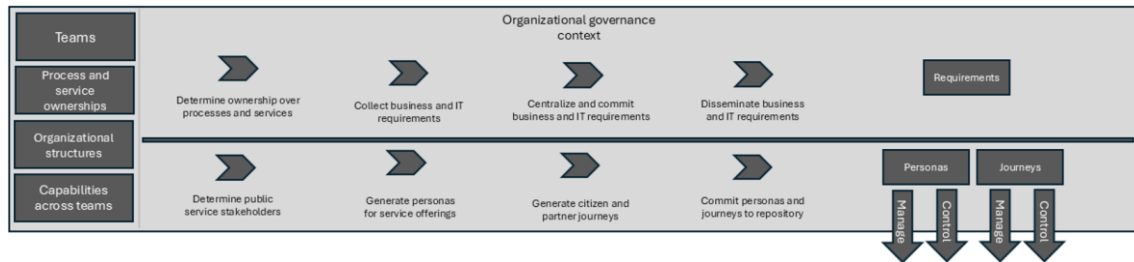 Organizational governance
context
Teams
Process and
service
ownerships
Organizational
structures
Capabilities
across teams
Determine ownership over
processes and services
Collect business and IT
requirements
Centralize and commit
business and IT requirements
Disseminate business
and IT requirements
Requirements
Determine public
service stakeholders
Generate personas
for service offerings
Generate citizen and
partner journeys
Commit personas and
journeys to repository
Personas
Journeys
Manage
Control
Manage
Control